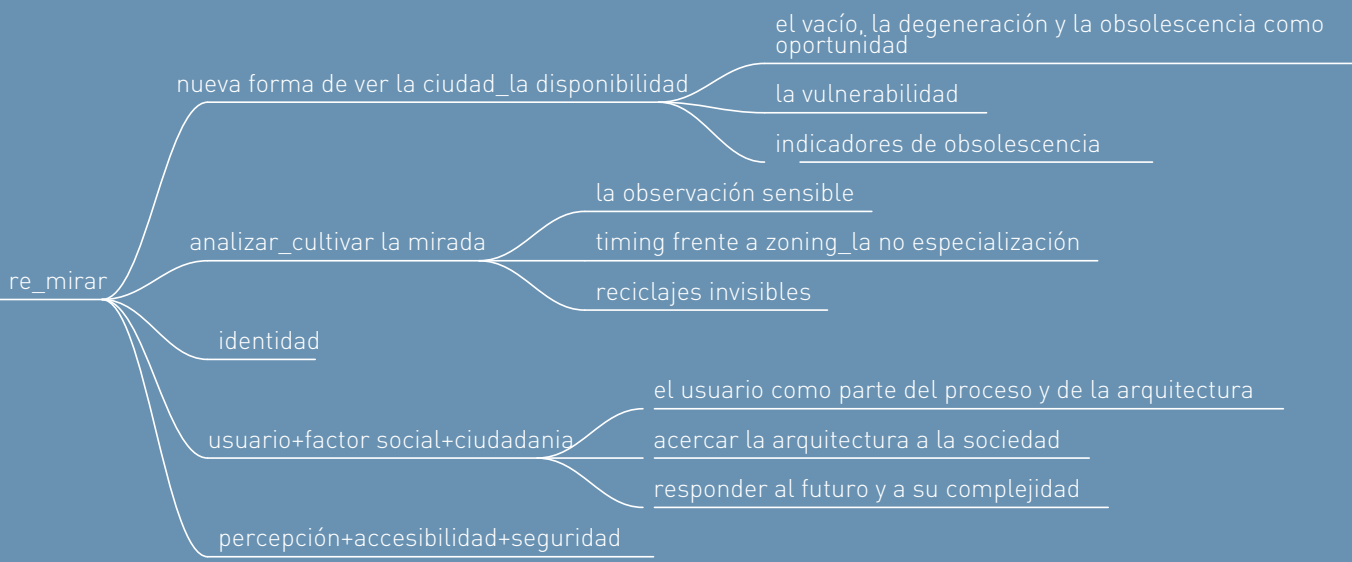 el vacío, la degeneración y la obsolescencia como
oportunidad
nueva forma de ver la ciudad_la disponibilidad
la vulnerabilidad
indicadores de obsolescencia
la observación sensible
analizar_cultivar la mirada
timing frente a zoning_la no especialización
re_mirar
reciclajes invisibles
identidad
el usuario como parte del proceso y de la arquitectura
usuario+factor social+ciudadania
acercar la arquitectura a la sociedad
responder al futuro y a su complejidad
percepción+accesibilidad+seguridad